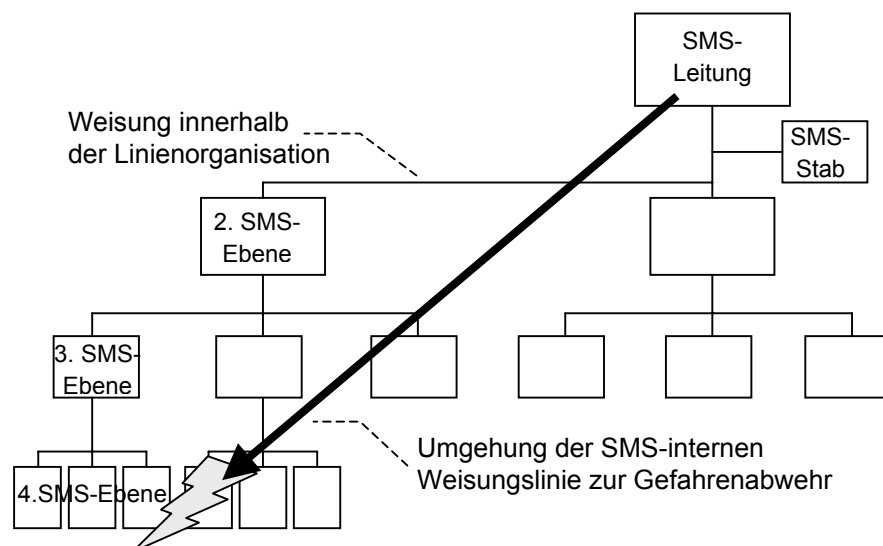 SMS-
Leitung
Weisung innerhalb
der Linienorganisation
SMS-
Stab
2. SMS-
Ebene
3. SMS-
Ebene
Umgehung der SMS-internen
Weisungslinie zur Gefahrenabwehr
4.SMS-Ebene